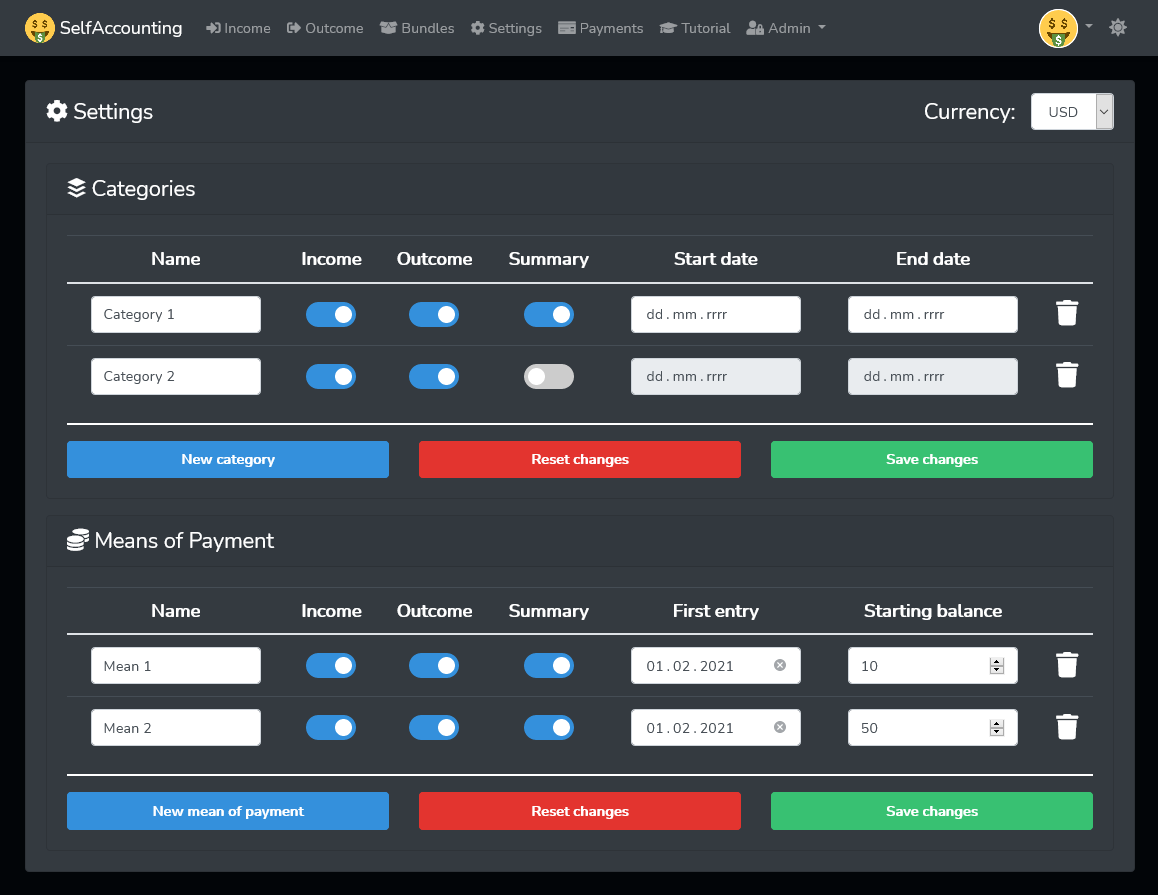 SelfAccounting Income Outcome Bundles Settings Payments Tutorial Admin
Settings Currency: USD
Categories
Name Income Outcome Summary Start date End date
Category 1 dd.mm.rrrr dd.mm.rrrr
Category 2 dd.mm.rrrr dd.mm.rrrr
New category Reset changes Save changes
Means of Payment
Name Income Outcome Summary First entry Starting balance
Mean 1 01.02.2021 10
Mean 2 01.02.2021 50
New mean of payment Reset changes Save changes